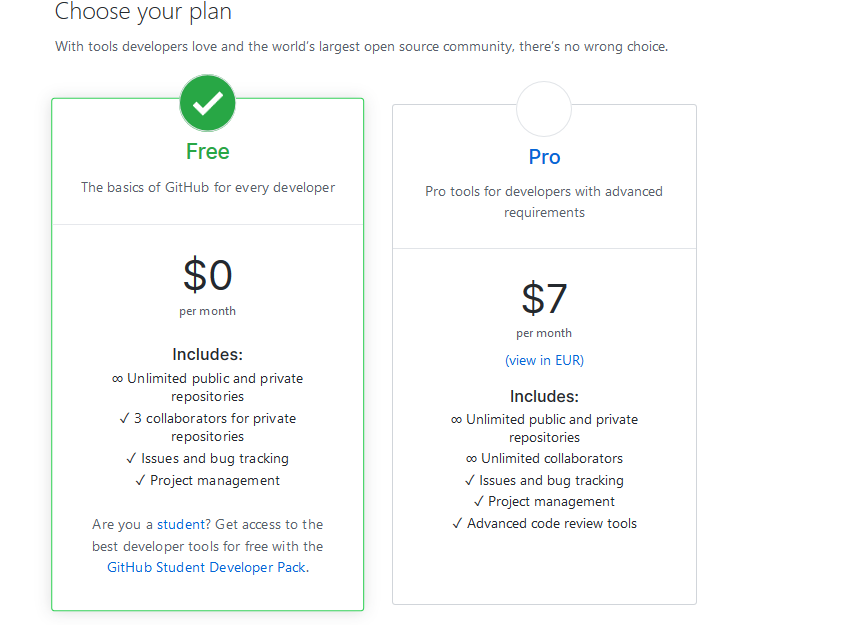 Choose your plan
With tools developers love and the world's largest open source community, there's no wrong choice.
Free
The basics of GitHub for every developer
$0
per month
Includes:
∞ Unlimited public and private
repositories
✓ 3 collaborators for private
repositories
✓ Issues and bug tracking
✓ Project management
Are you a student? Get access to the
best developer tools for free with the
GitHub Student Developer Pack.
Pro
Pro tools for developers with advanced
requirements
$7
per month
(view in EUR)
Includes:
∞ Unlimited public and private
repositories
∞ Unlimited collaborators
✓ Issues and bug tracking
✓ Project management
✓ Advanced code review tools